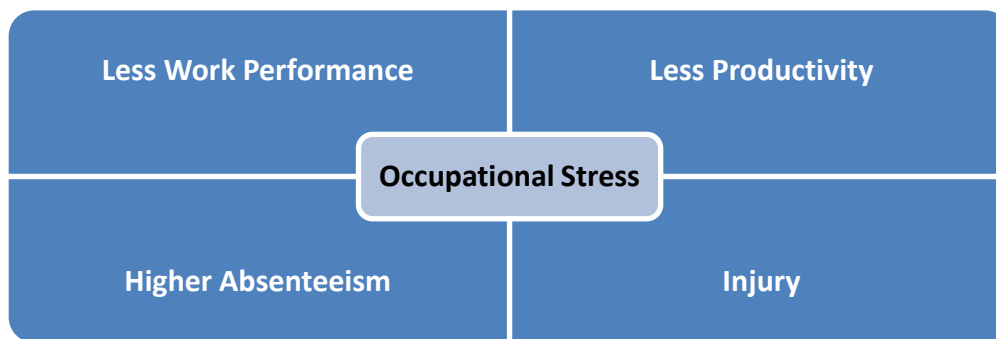 Less Work Performance
Less Productivity
Occupational Stress
Higher Absenteeism
Injury